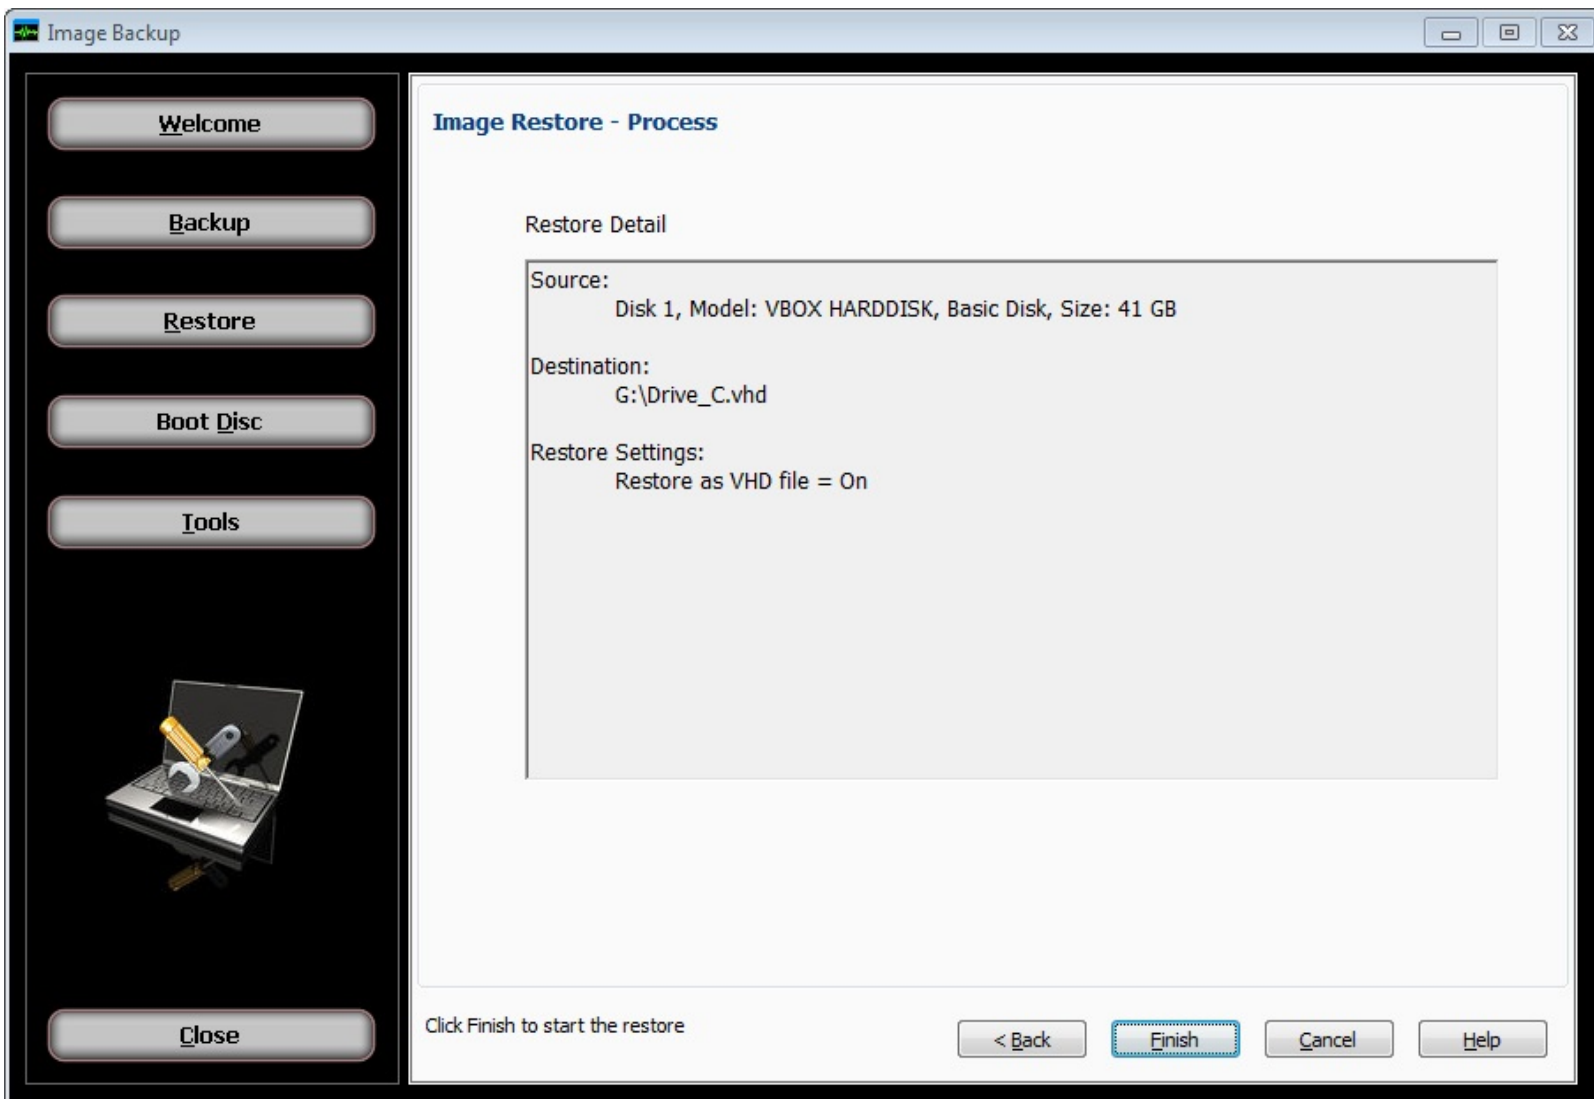 Image Backup
Welcome
Backup
Restore
Boot Disc
Tools
Close
Image Restore - Process
Restore Detail
Source:
Disk 1, Model: VBOX HARDDISK, Basic Disk, Size: 41 GB
Destination:
G:\Drive_C.vhd
Restore Settings:
Restore as VHD file = On
Click Finish to start the restore
< Back
Finish
Cancel
Help